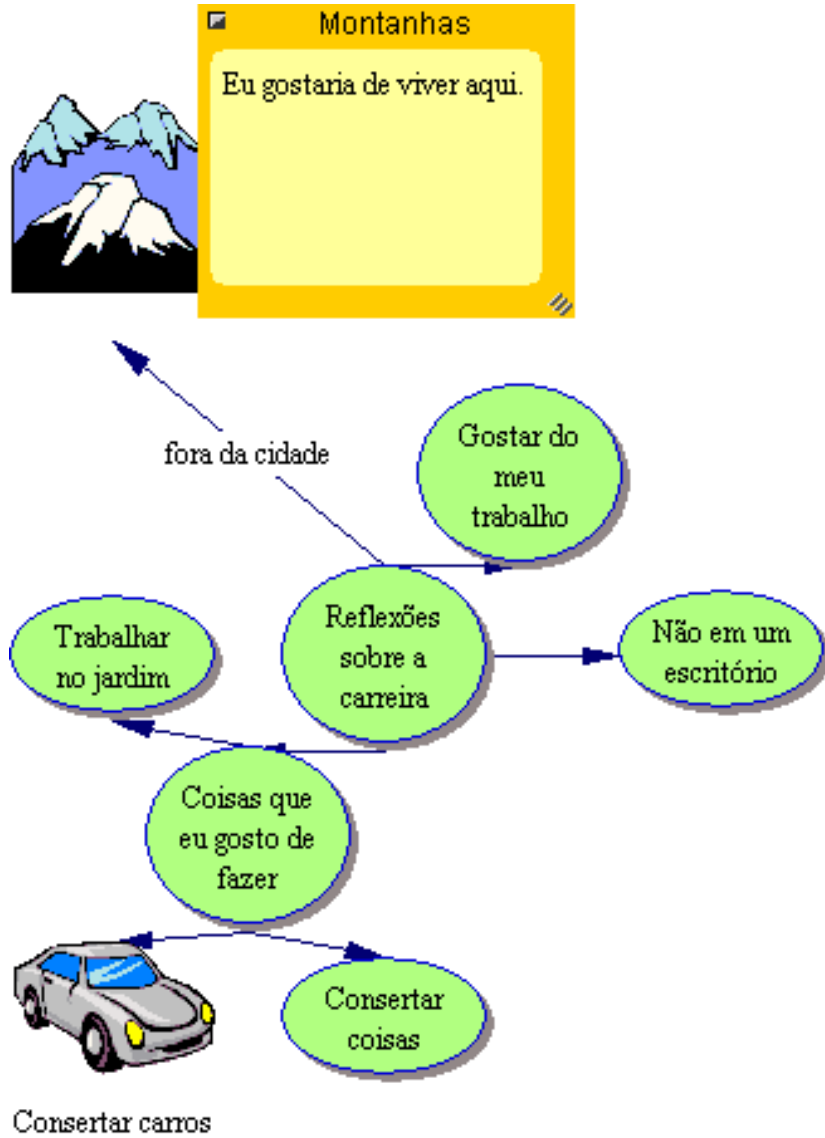 Montanhas
Eu gostaria de viver aqui.
fora da cidade
Gostar do
meu
trabalho
Reflexões
sobre a
carreira
Não em um
escritório
Trabalhar
no jardim
Coisas que
eu gosto de
fazer
Consertar
coisas
Consertar carros